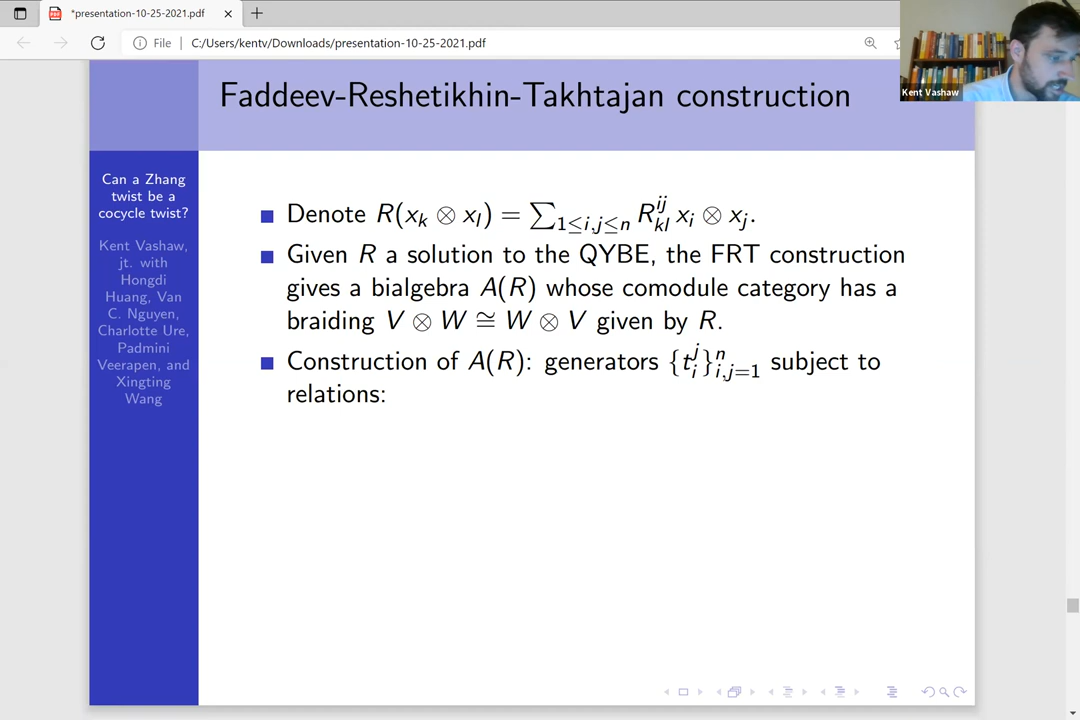 *presentation-10-25-2021.pdf
File | C:/Users/kentv/Downloads/presentation-10-25-2021.pdf
Kent Vashaw
Faddeev-Reshetikhin-Takhtajan construction
Can a Zhang
twist be a
cocycle twist?
Kent Vashaw,
jt. with
Hongdi
Huang, Van
C. Nguyen,
Charlotte Ure,
Padmini
Veerapen, and
Xingting
Wang
Denote R(x_k ⊗ x_l) = ∑_{1≤i,j≤n} R_{kl}^{ij} x_i ⊗ x_j.
Given R a solution to the QYBE, the FRT construction
gives a bialgebra A(R) whose comodule category has a
braiding V ⊗ W ≅ W ⊗ V given by R.
Construction of A(R): generators {t_i^j}_{i,j=1}^n subject to
relations: